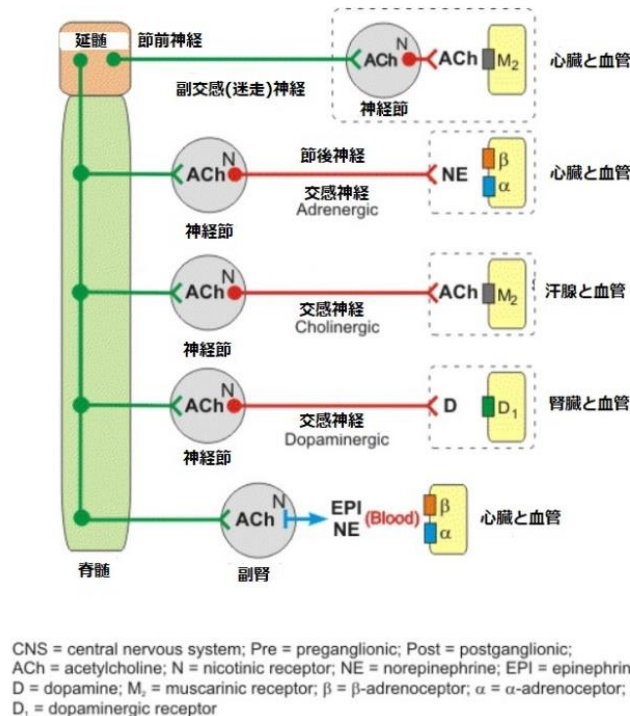 延髄
節前神経
N
ACh
ACh
M₂
心臓と血管
副交感(迷走)神経
神経節
N
ACh
節後神経
交感神経
Adrenergic
NE
β
α
心臓と血管
神経節
N
ACh
交感神経
Cholinergic
ACh
M₂
汗腺と血管
神経節
N
ACh
交感神経
Dopaminergic
D
D₁
腎臓と血管
神経節
N
ACh
EPI
NE
(Blood)
β
α
心臓と血管
副腎
脊髄
CNS = central nervous system; Pre = preganglionic; Post = postganglionic;
ACh = acetylcholine; N = nicotinic receptor; NE = norepinephrine; EPI = epinephrin
D = dopamine; M₂ = muscarinic receptor; β = β-adrenoceptor; α = α-adrenoceptor;
D₁ = dopaminergic receptor